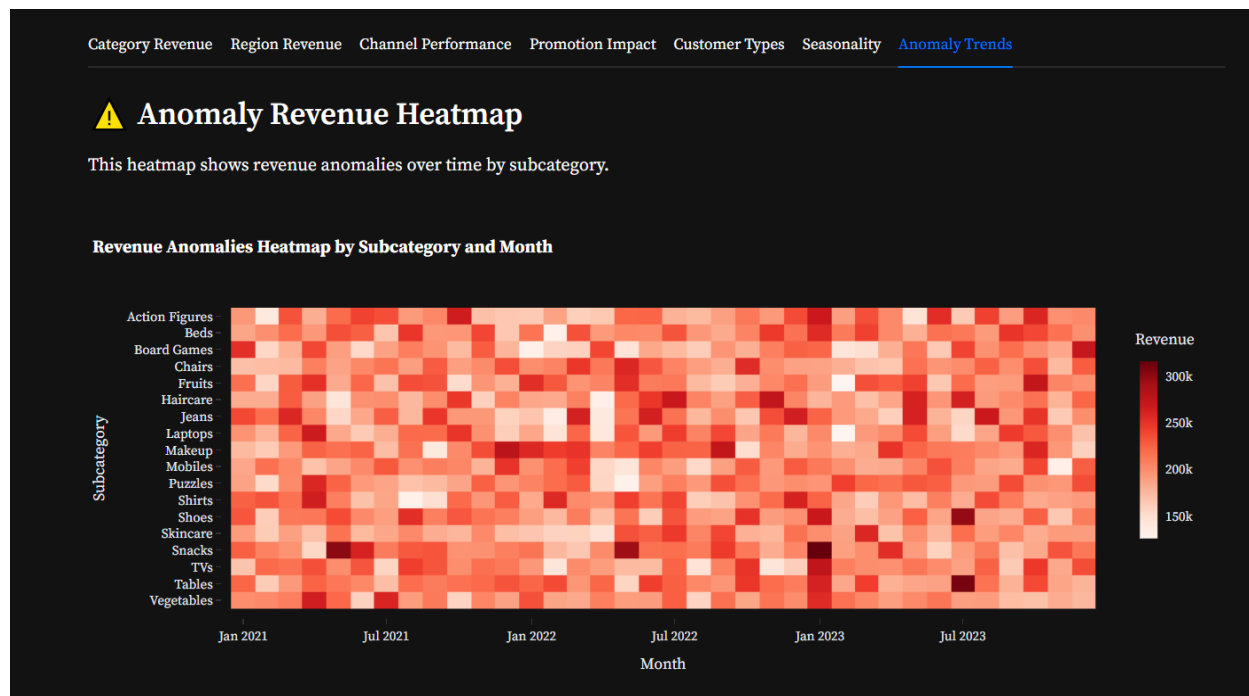 Category Revenue Region Revenue Channel Performance Promotion Impact Customer Types Seasonality Anomaly Trends
Anomaly Revenue Heatmap
This heatmap shows revenue anomalies over time by subcategory.
Revenue Anomalies Heatmap by Subcategory and Month
Subcategory
Action Figures
Beds
Board Games
Chairs
Fruits
Haircare
Jeans
Laptops
Makeup
Mobiles
Puzzles
Shirts
Shoes
Skincare
Snacks
TVs
Tables
Vegetables
Jan 2021 Jul 2021 Jan 2022 Jul 2022 Jan 2023 Jul 2023
Month
Revenue
300k
250k
200k
150k